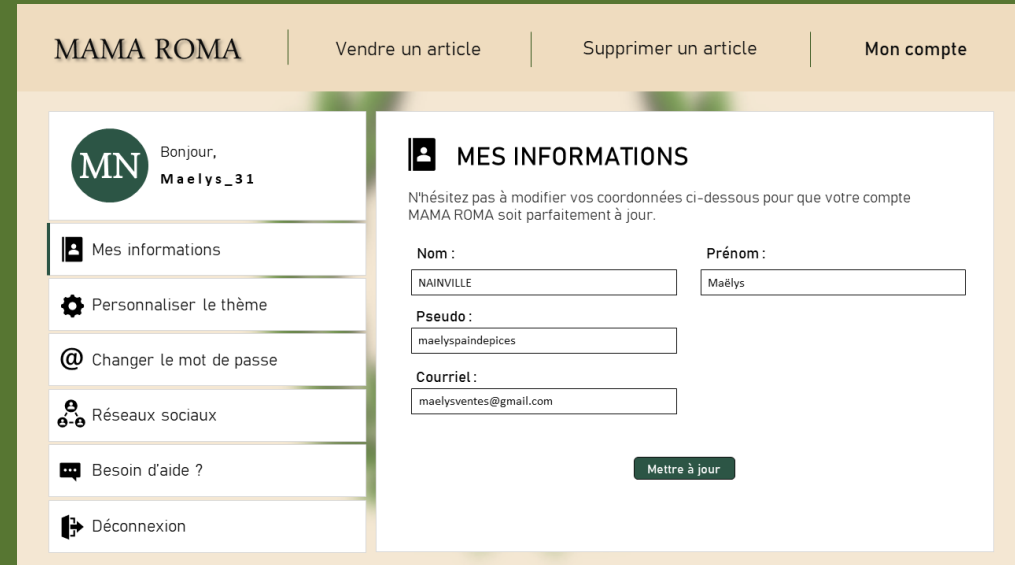 MAMA ROMA
Vendre un article
Supprimer un article
Mon compte
MN
Bonjour,
Maelys_31
Mes informations
Personnaliser le thème
@ Changer le mot de passe
Réseaux sociaux
Besoin d'aide ?
Déconnexion
MES INFORMATIONS
N'hésitez pas à modifier vos coordonnées ci-dessous pour que votre compte
MAMA ROMA soit parfaitement à jour.
Nom :
NAINVILLE
Prénom :
Maëlys
Pseudo :
maelyspaindepices
Courriel :
maelysventes@gmail.com
Mettre à jour